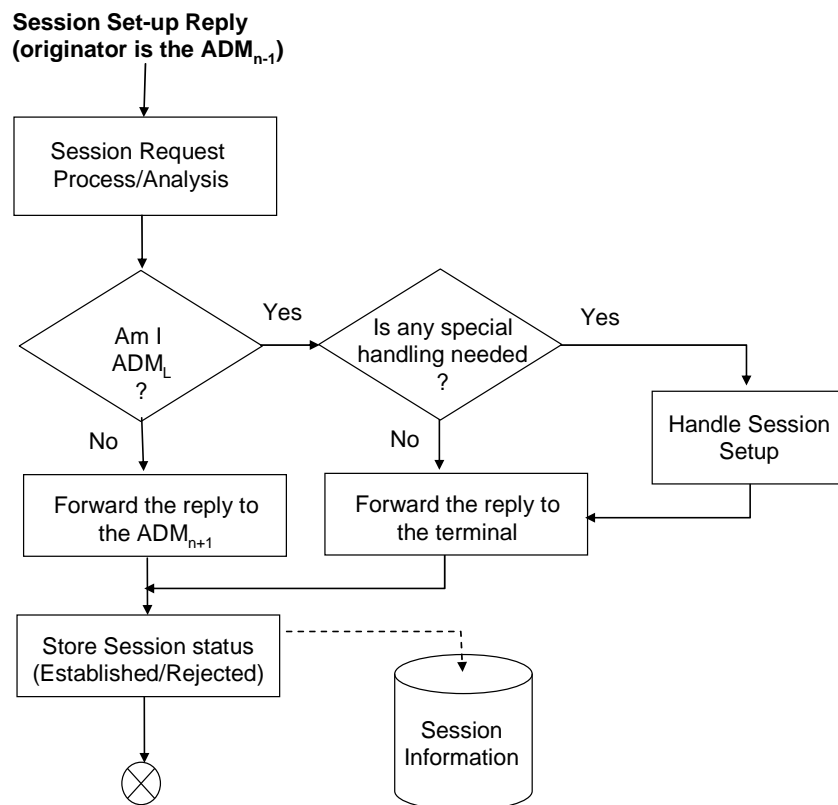 Session Set-up Reply
(originator is the ADMn-1)
Session Request
Process/Analysis
Am I
ADML
?
Yes
Is any special
handling needed
?
Yes
Handle Session
Setup
No
No
Forward the reply to
the ADMn+1
Forward the reply to
the terminal
Store Session status
(Established/Rejected)
Session
Information